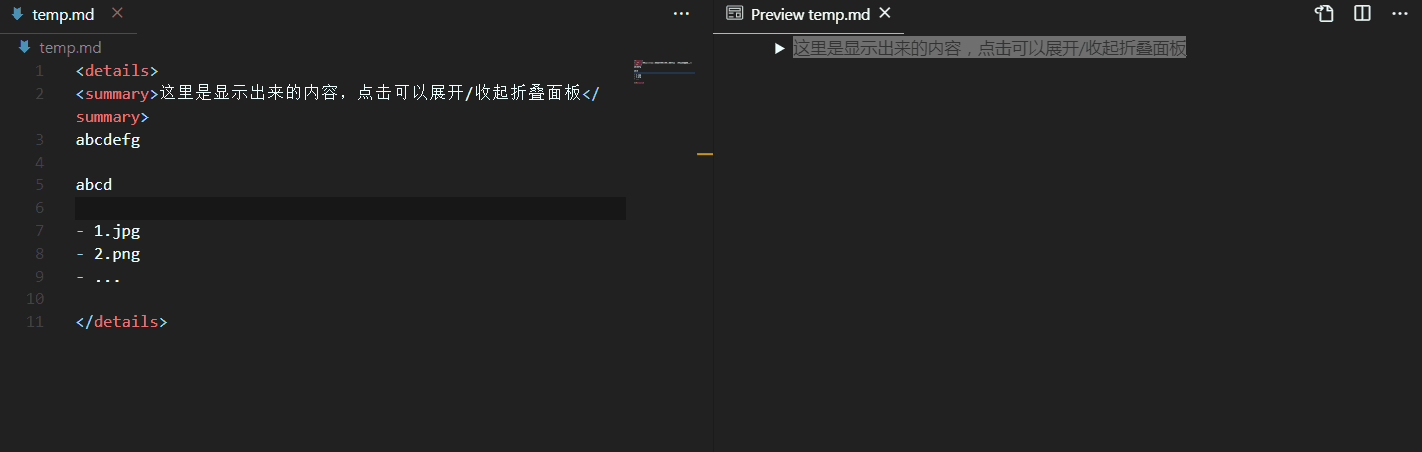 temp.md
Preview temp.md
temp.md
1 <details>
2 <summary>这里是显示出来的内容，点击可以展开/收起折叠面板</
summary>
3 abcdefg
4
5 abcd
6
7 - 1.jpg
8 - 2.png
9 - ...
10
11 </details>
这里是显示出来的内容，点击可以展开/收起折叠面板